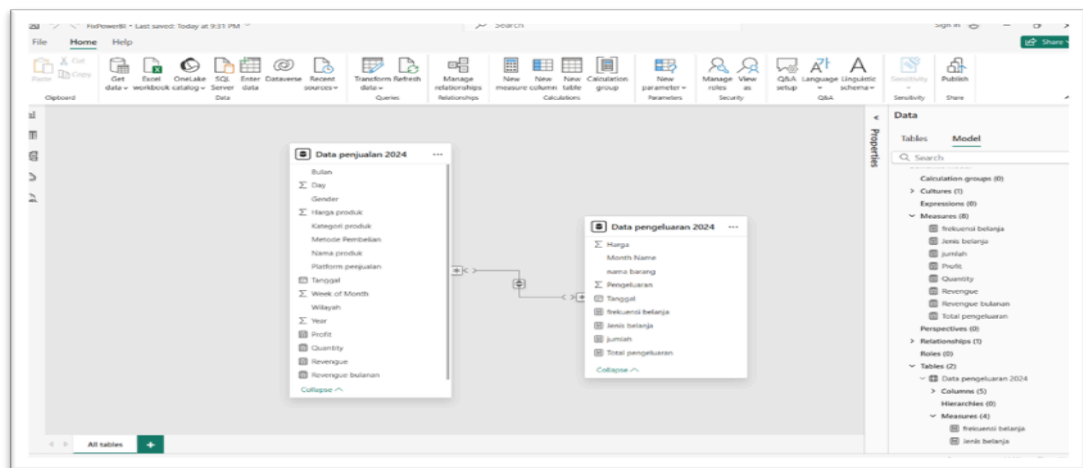 FixPowerBI • Last saved: Today at 9:31 PM
Search
Sign in
File Home Help
Share
Paste
Cut
Copy
Get data
Excel workbook
OneLake catalog
SQL Server
Enter data
Dataverse
Recent sources
Transform data
Refresh
Manage relationships
New measure
New column
New table
Calculation group
New parameter
Manage roles
View as
Q&A setup
Language
Linguistic schema
Sensitivity
Publish
Clipboard
Data
Queries
Relationships
Calculations
Parameters
Security
Q&A
Sensitivity
Share
Data penjualan 2024
Bulan
Day
Gender
Harga produk
Kategori produk
Metode Pembelian
Nama produk
Platform penjualan
Tanggal
Week of Month
Wilayah
Year
Profit
Quantity
Revengue
Revengue bulanan
Collapse
Data pengeluaran 2024
Harga
Month Name
nama barang
Pengeluaran
Tanggal
frekuensi belanja
Jenis belanja
jumlah
Total pengeluaran
Collapse
Properties
Data
Tables Model
Search
Calculation groups (0)
Cultures (1)
Expressions (0)
Measures (8)
frekuensi belanja
Jenis belanja
jumlah
Profit
Quantity
Revengue
Revengue bulanan
Total pengeluaran
Perspectives (0)
Relationships (1)
Roles (0)
Tables (2)
Data pengeluaran 2024
Columns (5)
Hierarchies (0)
Measures (4)
frekuensi belanja
Jenis belanja
All tables